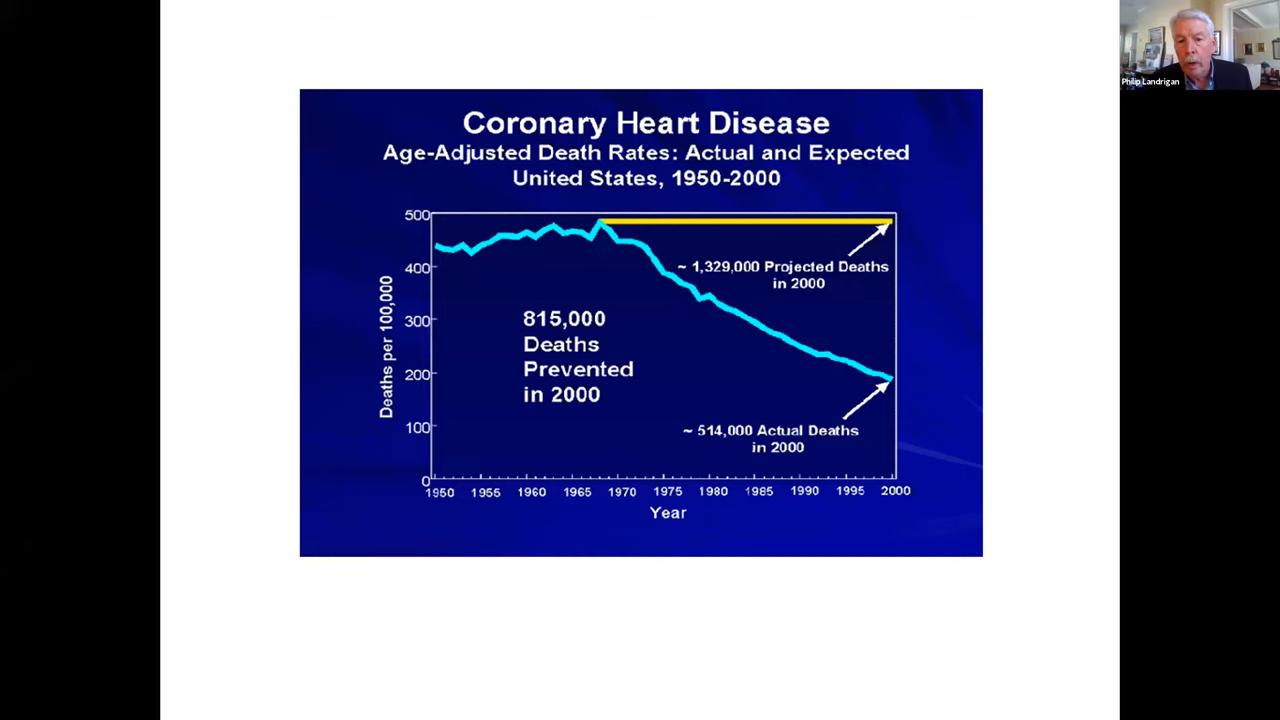 Coronary Heart Disease
Age-Adjusted Death Rates: Actual and Expected
United States, 1950-2000
500
400
300
200
100
0
Deaths per 100,000
~ 1,329,000 Projected Deaths
in 2000
815,000
Deaths
Prevented
in 2000
~ 514,000 Actual Deaths
in 2000
1950 1955 1960 1965 1970 1975 1980 1985 1990 1995 2000
Year
Philip Landrigan